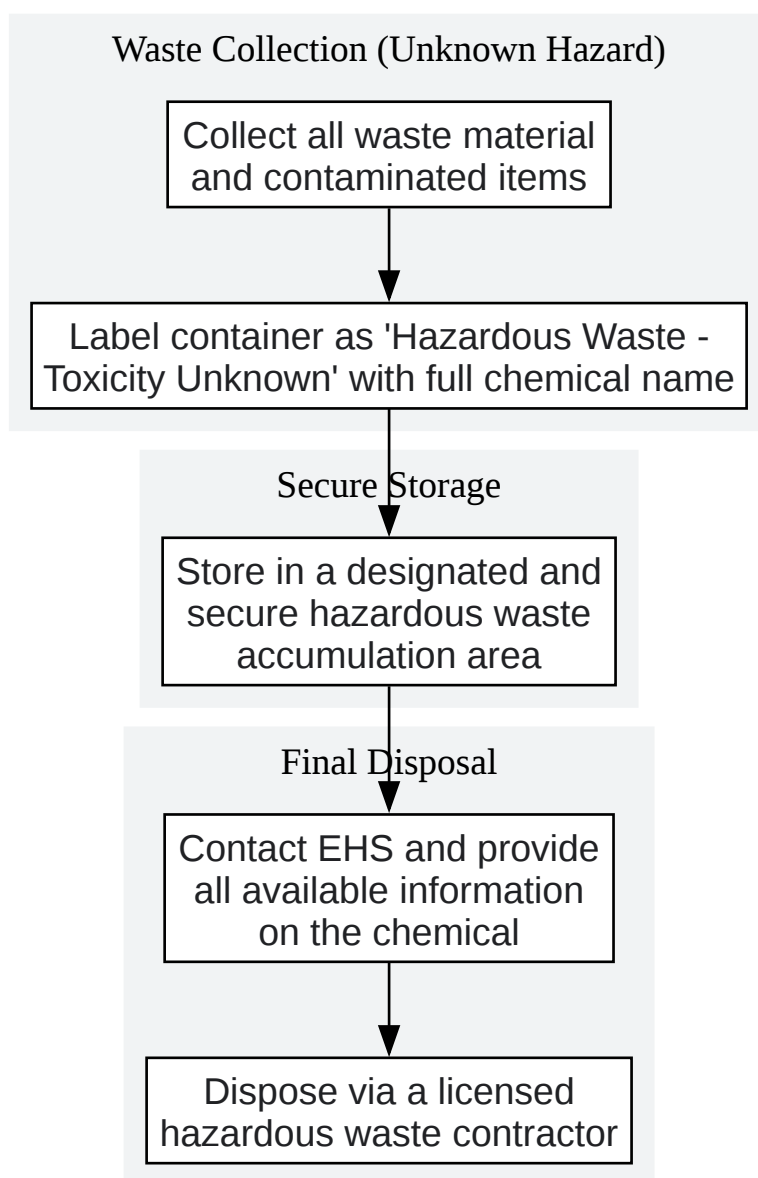 Waste Collection (Unknown Hazard)
Collect all waste material
and contaminated items
Label container as 'Hazardous Waste -
Toxicity Unknown' with full chemical name
Secure Storage
Store in a designated and
secure hazardous waste
accumulation area
Final Disposal
Contact EHS and provide
all available information
on the chemical
Dispose via a licensed
hazardous waste contractor